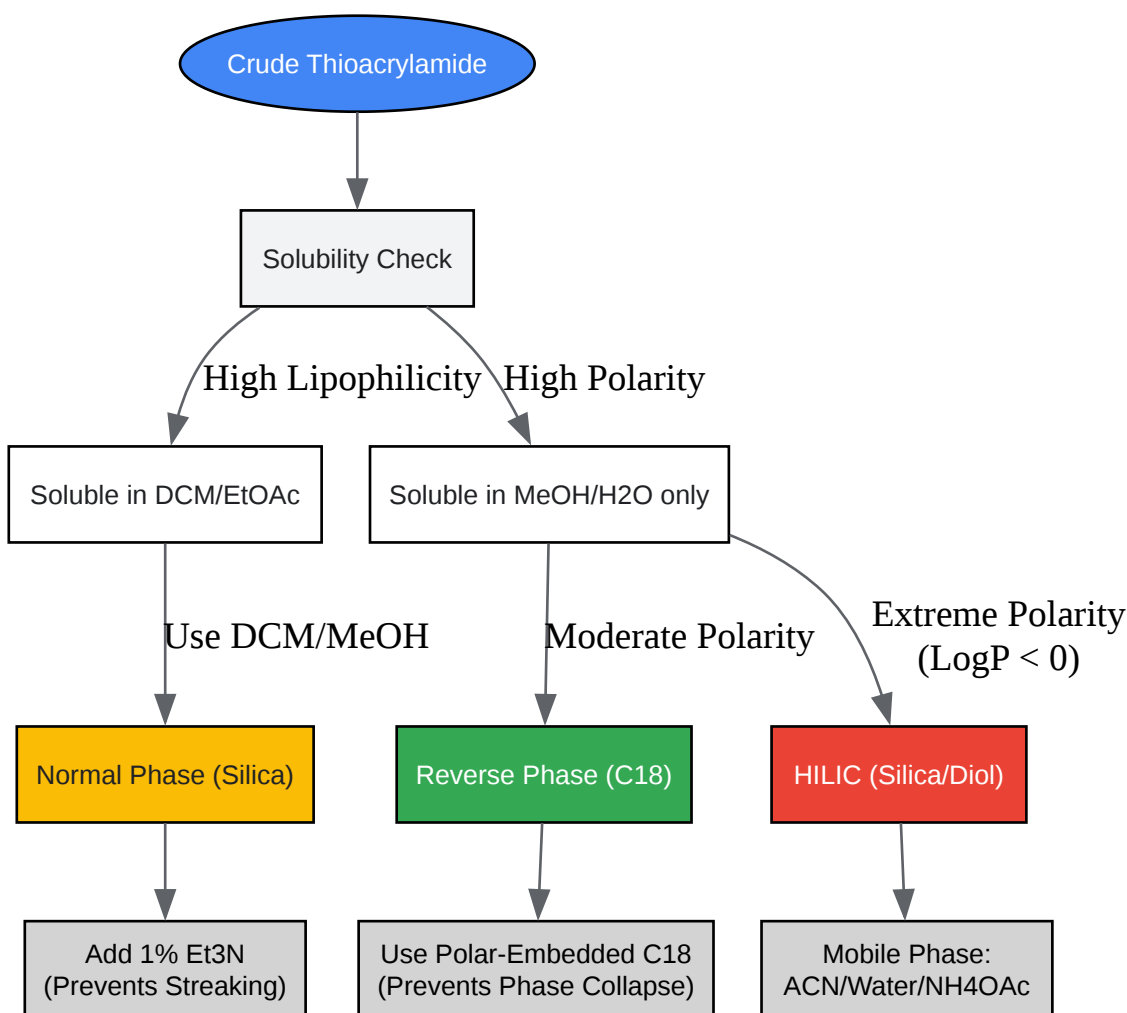 Crude Thioacrylamide
Solubility Check
High Lipophilicity
High Polarity
Soluble in DCM/EtOAc
Soluble in MeOH/H2O only
Use DCM/MeOH
Moderate Polarity
Extreme Polarity
(LogP < 0)
Normal Phase (Silica)
Reverse Phase (C18)
HILIC (Silica/Diol)
Add 1% Et3N
(Prevents Streaking)
Use Polar-Embedded C18
(Prevents Phase Collapse)
Mobile Phase:
ACN/Water/NH4OAc